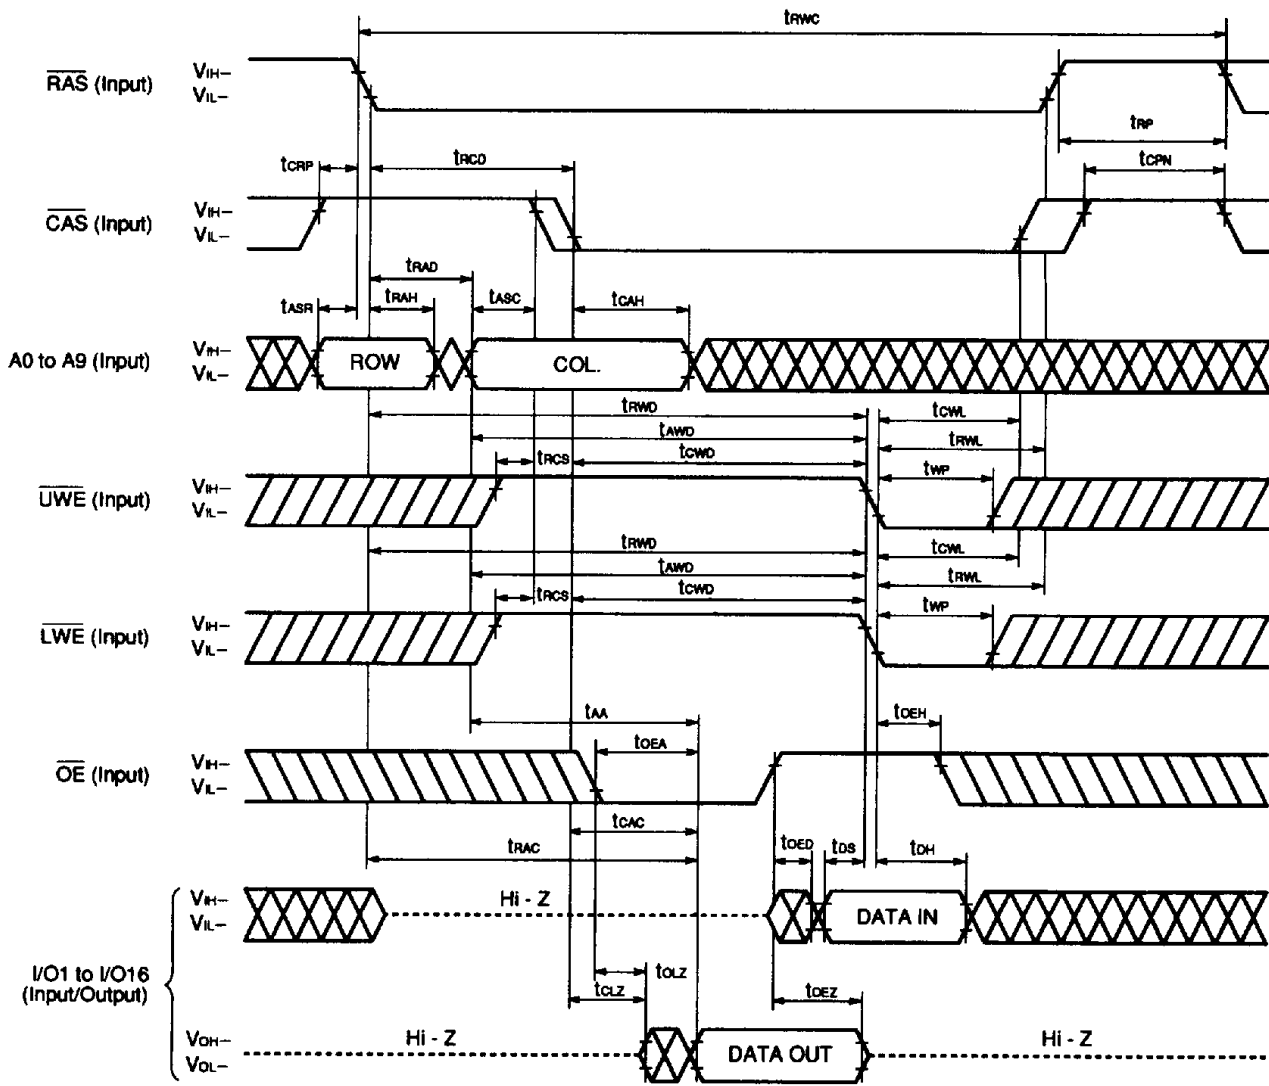 tRWC
RAS (Input) VIH– VIL–
tRP
tCRP tRCD tCPN
CAS (Input) VIH– VIL–
tRAD
tASR tRAH tASC tCAH
A0 to A9 (Input) VIH– VIL– ROW COL.
tRWD tCWL
tAWD tRWL
tRCS tCWD tWP
UWE (Input) VIH– VIL–
tRWD tCWL
tAWD tRWL
tRCS tCWD tWP
LWE (Input) VIH– VIL–
tAA tOEH
tOEA
OE (Input) VIH– VIL–
tCAC
tRAC tOED tDS tDH
VIH– VIL– Hi - Z DATA IN
I/O1 to I/O16
(Input/Output)
tOLZ
tCLZ tOEZ
VOH– VOL– Hi - Z DATA OUT Hi - Z